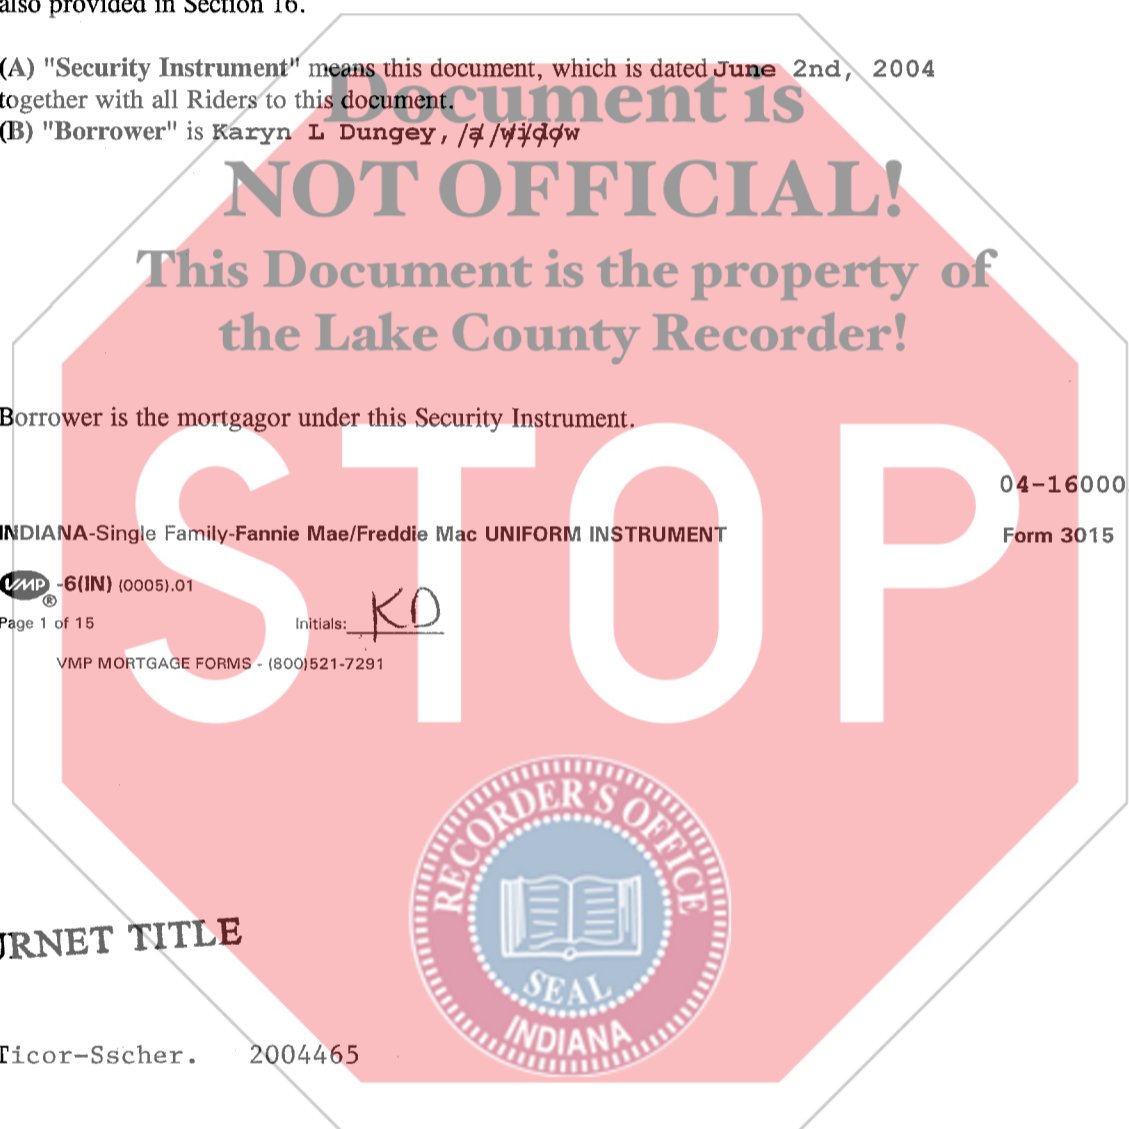 also provided in Section 16.
(A) "Security Instrument" means this document, which is dated June 2nd, 2004
together with all Riders to this document.
(B) "Borrower" is Karyn L Dungey, /a/widow
Document is
NOT OFFICIAL!
This Document is the property of
the Lake County Recorder!
Borrower is the mortgagor under this Security Instrument.
STOP
04-16000
INDIANA-Single Family-Fannie Mae/Freddie Mac UNIFORM INSTRUMENT Form 3015
VMP® -6(IN) (0005).01
Page 1 of 15 Initials: KD
VMP MORTGAGE FORMS - (800)521-7291
RECORDER'S OFFICE
SEAL
INDIANA
URNET TITLE
Ticor-Sscher. 2004465